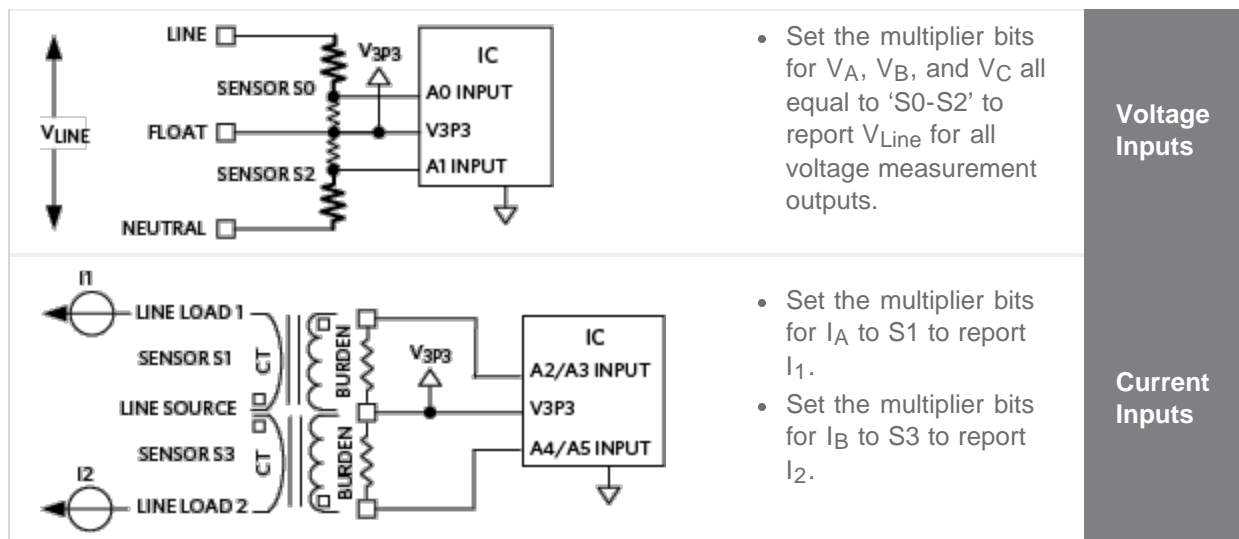 LINE
V3P3
IC
SENSOR S0
A0 INPUT
VLINE
FLOAT
V3P3
SENSOR S2
A1 INPUT
NEUTRAL
• Set the multiplier bits
for VA, VB, and VC all
equal to ‘S0-S2’ to
report VLine for all
voltage measurement
outputs.
Voltage
Inputs
I1
LINE LOAD 1
SENSOR S1
CT
BURDEN
LINE SOURCE
SENSOR S3
CT
BURDEN
I2
LINE LOAD 2
V3P3
IC
A2/A3 INPUT
V3P3
A4/A5 INPUT
• Set the multiplier bits
for IA to S1 to report
I1.
• Set the multiplier bits
for IB to S3 to report
I2.
Current
Inputs